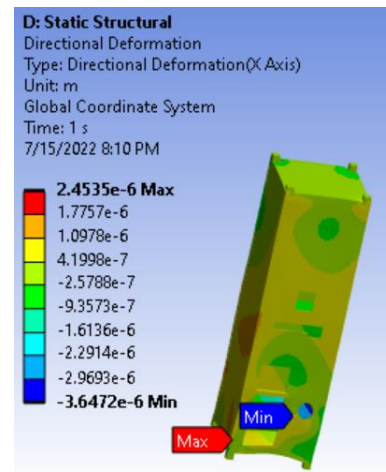 D: Static Structural
Directional Deformation
Type: Directional Deformation(X Axis)
Unit: m
Global Coordinate System
Time: 1 s
7/15/2022 8:10 PM
2.4535e-6 Max
1.7757e-6
1.0978e-6
4.1998e-7
-2.5788e-7
-9.3573e-7
-1.6136e-6
-2.2914e-6
-2.9693e-6
-3.6472e-6 Min
Min
Max